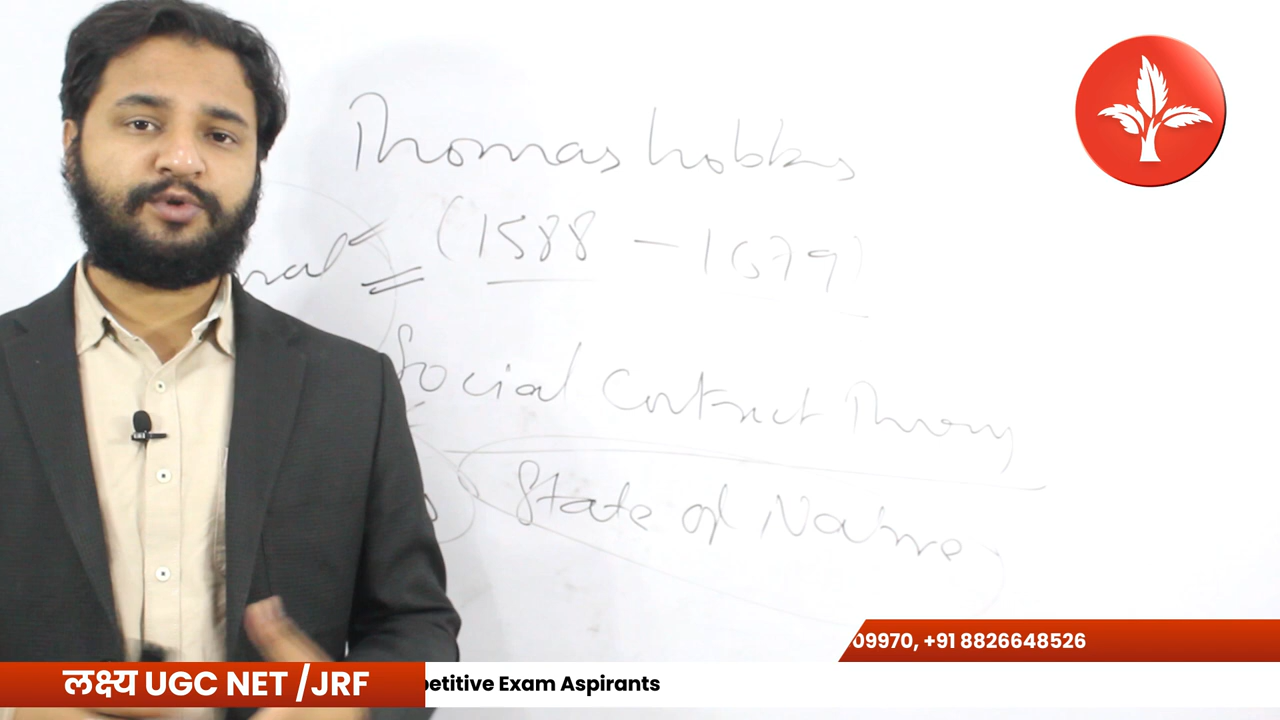 Thomas hobbes
(1588 - 1679)
Social Contract Theory
State of Nature
09970, +91 8826648526
लक्ष्य UGC NET /JRF
petitive Exam Aspirants